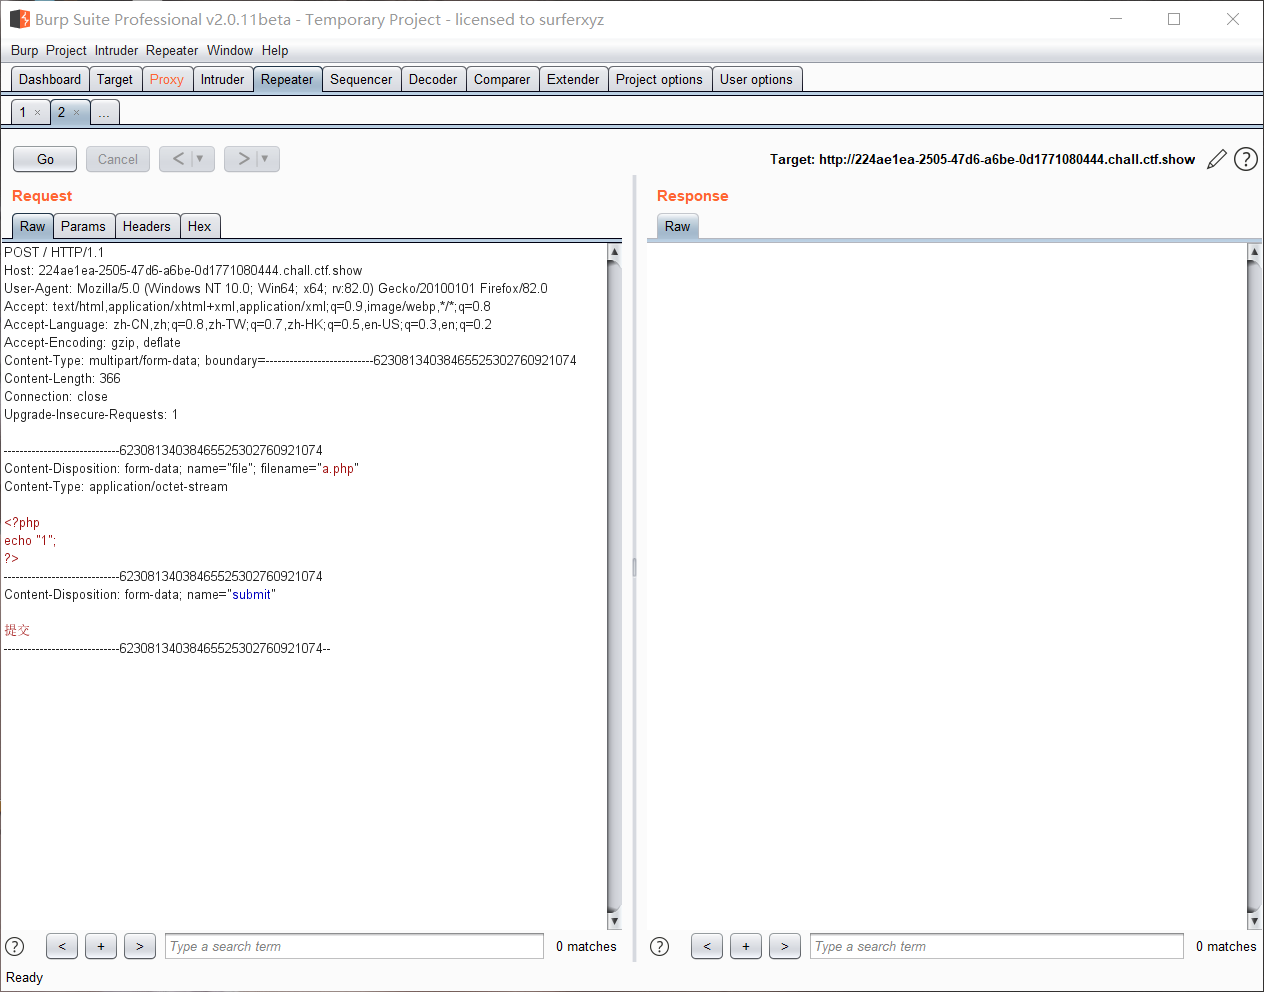 Burp Suite Professional v2.0.11beta - Temporary Project - licensed to surferxyz
Burp Project Intruder Repeater Window Help
Dashboard Target Proxy Intruder Repeater Sequencer Decoder Comparer Extender Project options User options
1 × 2 × ...
Go Cancel < ▼ > ▼ Target: http://224ae1ea-2505-47d6-a6be-0d1771080444.chall.ctf.show ?
Request
Raw Params Headers Hex
POST / HTTP/1.1
Host: 224ae1ea-2505-47d6-a6be-0d1771080444.chall.ctf.show
User-Agent: Mozilla/5.0 (Windows NT 10.0; Win64; x64; rv:82.0) Gecko/20100101 Firefox/82.0
Accept: text/html,application/xhtml+xml,application/xml;q=0.9,image/webp,*/*;q=0.8
Accept-Language: zh-CN,zh;q=0.8,zh-TW;q=0.7,zh-HK;q=0.5,en-US;q=0.3,en;q=0.2
Accept-Encoding: gzip, deflate
Content-Type: multipart/form-data; boundary=---------------------------62308134038465525302760921074
Content-Length: 366
Connection: close
Upgrade-Insecure-Requests: 1
-----------------------------62308134038465525302760921074
Content-Disposition: form-data; name="file"; filename="a.php"
Content-Type: application/octet-stream
<?php
echo "1";
?>
-----------------------------62308134038465525302760921074
Content-Disposition: form-data; name="submit"
提交
-----------------------------62308134038465525302760921074--
? < + > Type a search term 0 matches
Response
Raw
? < + > Type a search term 0 matches
Ready